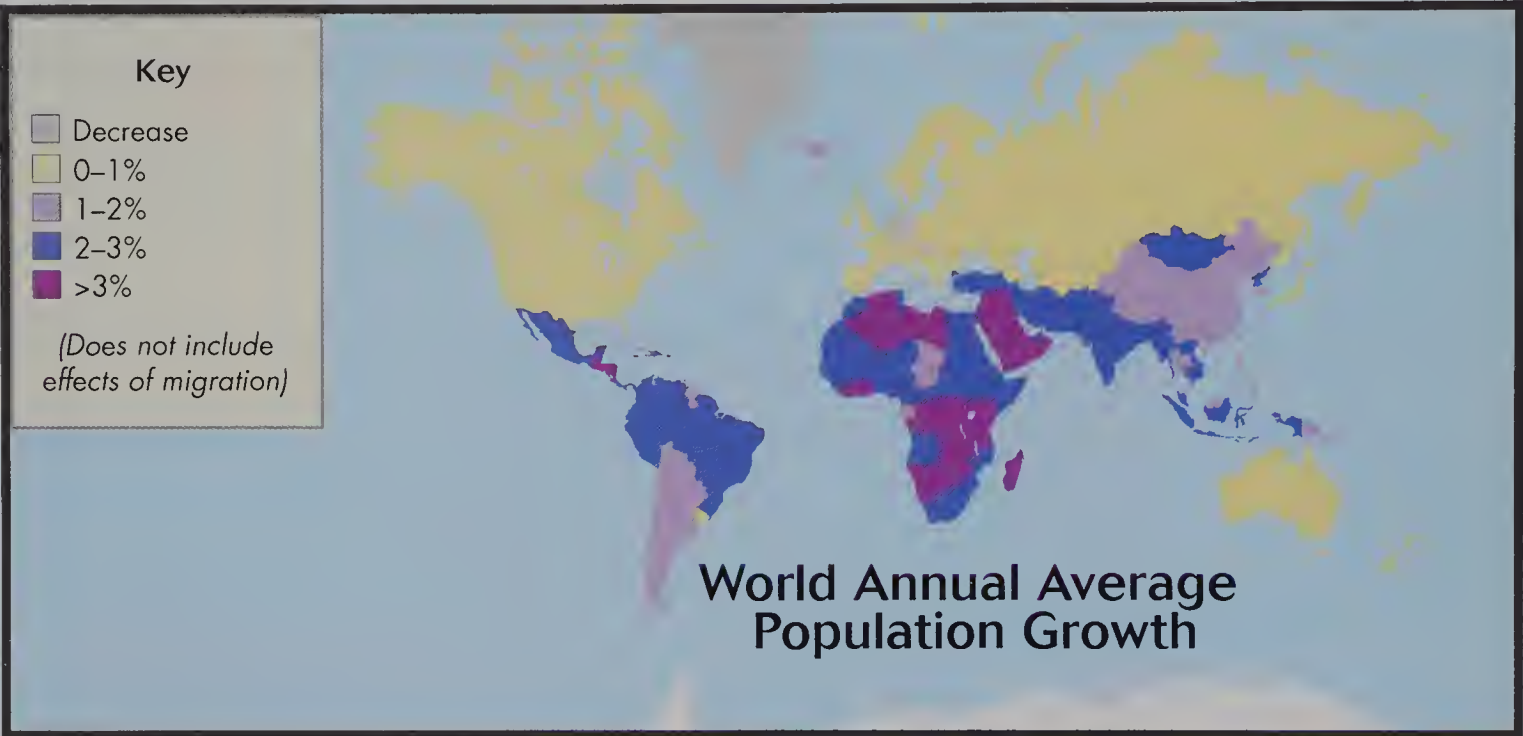 Key
Decrease
0–1%
1–2%
2–3%
>3%
(Does not include
effects of migration)
World Annual Average
Population Growth